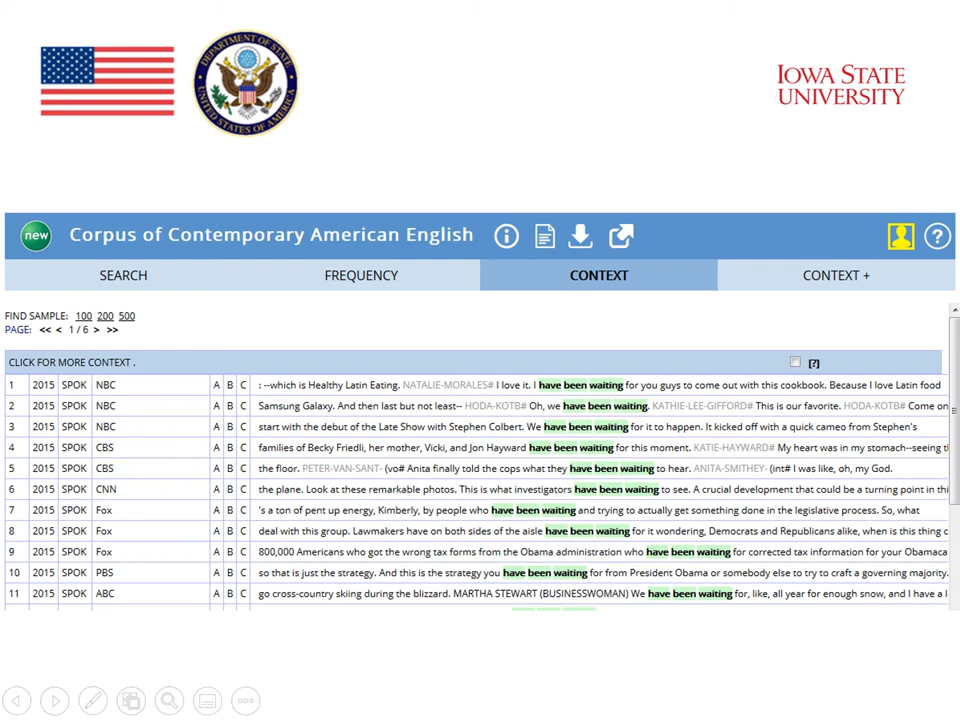 DEPARTMENT OF STATE
UNITED STATES OF AMERICA
IOWA STATE
UNIVERSITY
new Corpus of Contemporary American English
SEARCH FREQUENCY CONTEXT CONTEXT +
FIND SAMPLE: 100 200 500
PAGE: << < 1 / 6 > >>
CLICK FOR MORE CONTEXT . [?]
1 2015 SPOK NBC A B C : --which is Healthy Latin Eating. NATALIE-MORALES# I love it. I have been waiting for you guys to come out with this cookbook. Because I love Latin food
2 2015 SPOK NBC A B C Samsung Galaxy. And then last but not least-- HODA-KOTB# Oh, we have been waiting. KATHIE-LEE-GIFFORD# This is our favorite. HODA-KOTB# Come on
3 2015 SPOK NBC A B C start with the debut of the Late Show with Stephen Colbert. We have been waiting for it to happen. It kicked off with a quick cameo from Stephen's
4 2015 SPOK CBS A B C families of Becky Friedli, her mother, Vicki, and Jon Hayward have been waiting for this moment. KATIE-HAYWARD# My heart was in my stomach--seeing t
5 2015 SPOK CBS A B C the floor. PETER-VAN-SANT- (vo# Anita finally told the cops what they have been waiting to hear. ANITA-SMITHEY- (int# I was like, oh, my God.
6 2015 SPOK CNN A B C the plane. Look at these remarkable photos. This is what investigators have been waiting to see. A crucial development that could be a turning point in thi
7 2015 SPOK Fox A B C 's a ton of pent up energy, Kimberly, by people who have been waiting and trying to actually get something done in the legislative process. So, what
8 2015 SPOK Fox A B C deal with this group. Lawmakers have on both sides of the aisle have been waiting for it wondering, Democrats and Republicans alike, when is this thing c
9 2015 SPOK Fox A B C 800,000 Americans who got the wrong tax forms from the Obama administration who have been waiting for corrected tax information for your Obamaca
10 2015 SPOK PBS A B C so that is just the strategy. And this is the strategy you have been waiting for from President Obama or somebody else to try to craft a governing majority.
11 2015 SPOK ABC A B C go cross-country skiing during the blizzard. MARTHA STEWART (BUSINESSWOMAN) We have been waiting for, like, all year for enough snow, and I have a l